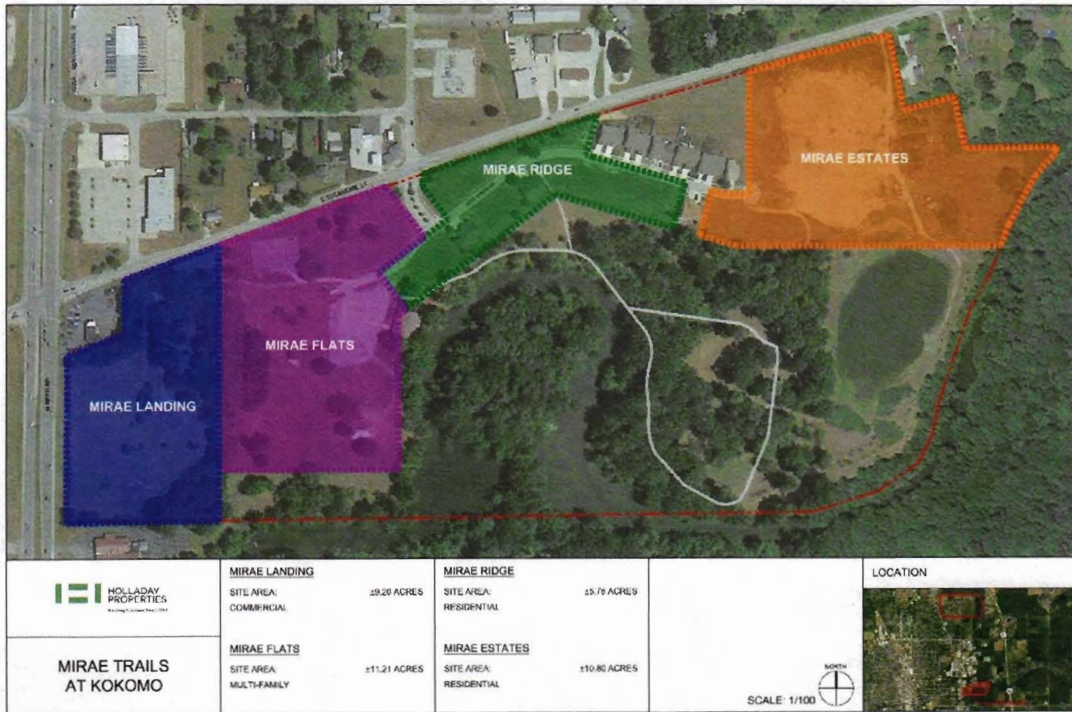 MIRAE ESTATES
MIRAE RIDGE
MIRAE FLATS
MIRAE LANDING
HOLLADAY
PROPERTIES
MIRAE TRAILS
AT KOKOMO
MIRAE LANDING
SITE AREA: ±9.20 ACRES
COMMERCIAL
MIRAE FLATS
SITE AREA: ±11.21 ACRES
MULTI-FAMILY
MIRAE RIDGE
SITE AREA: ±5.76 ACRES
RESIDENTIAL
MIRAE ESTATES
SITE AREA: ±10.80 ACRES
RESIDENTIAL
NORTH
SCALE: 1/100
LOCATION